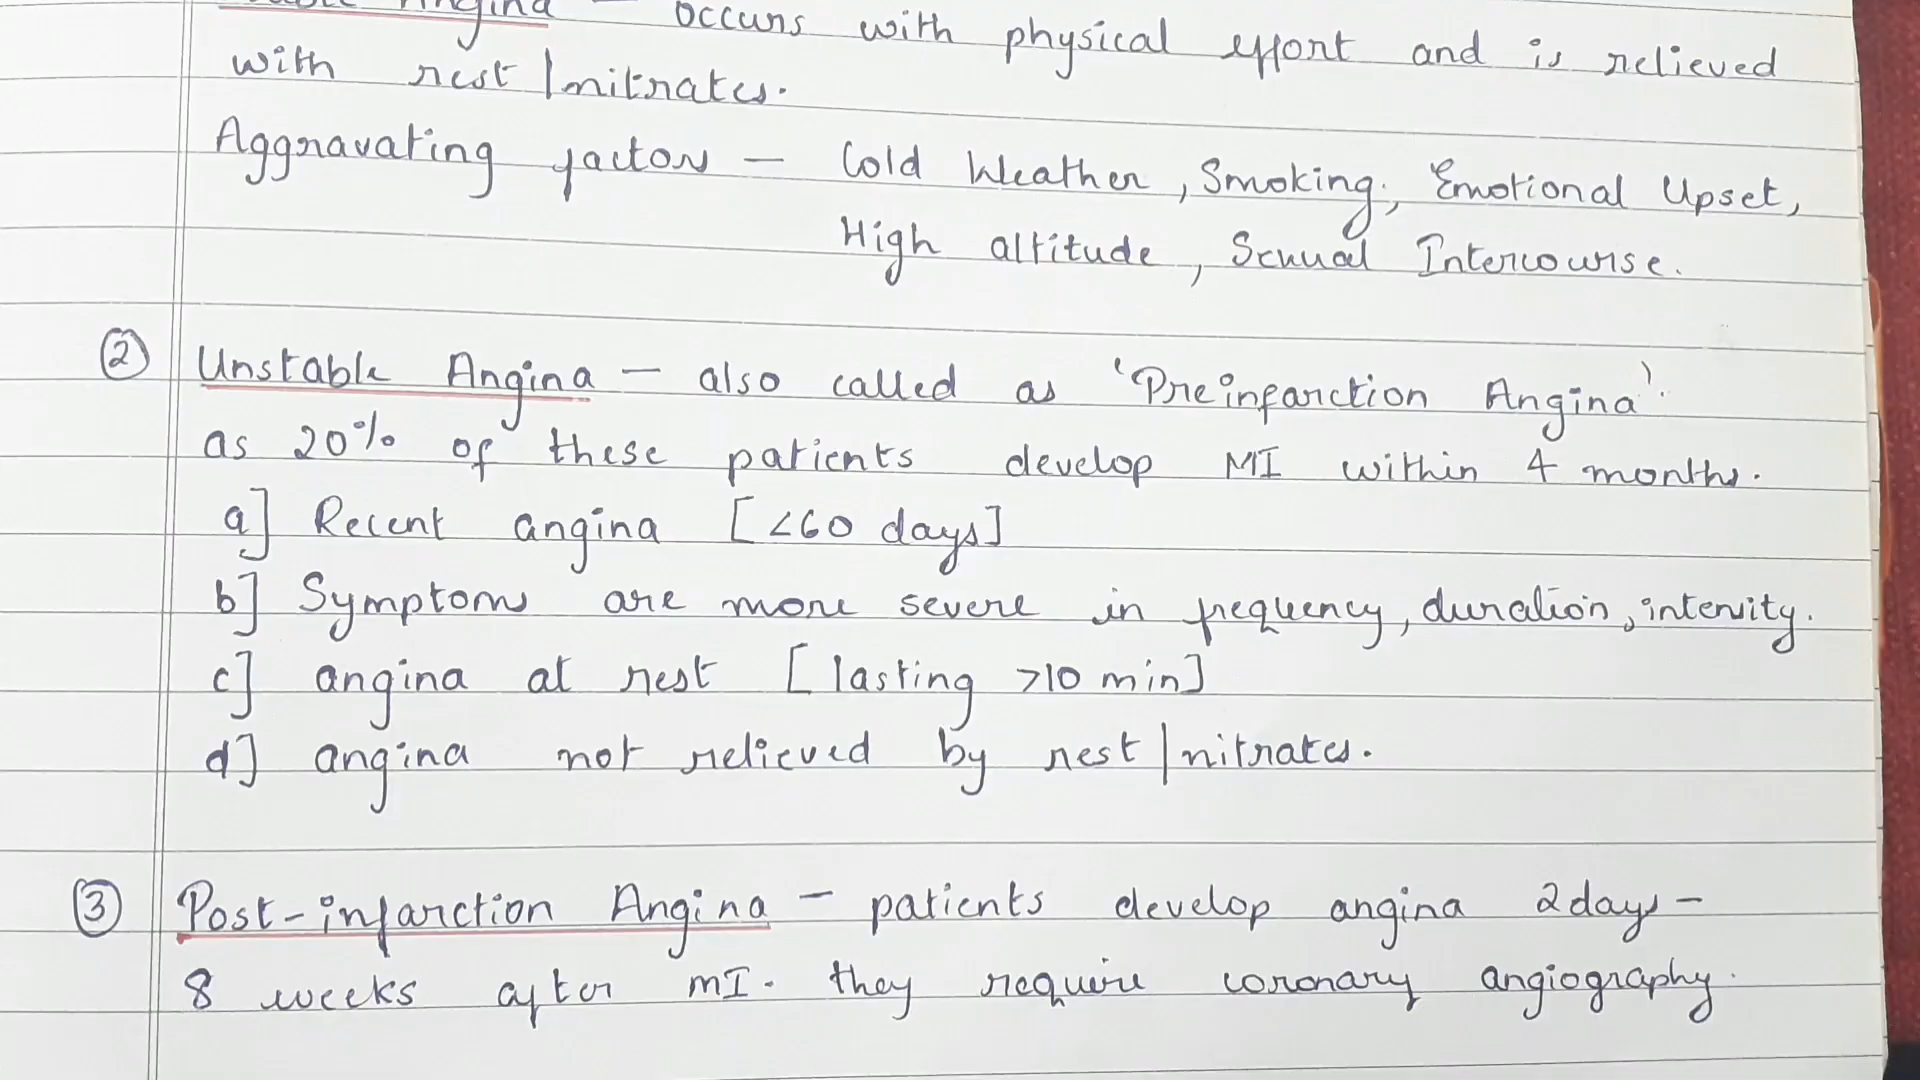 Angina — occurs with physical effort and is relieved
with rest/nitrates.
Aggravating factors — Cold Weather, Smoking, Emotional Upset,
High altitude, Sexual Intercourse.
② Unstable Angina — also called as 'Preinfarction Angina'.
as 20% of these patients develop MI within 4 months.
a] Recent angina [<60 days]
b] Symptoms are more severe in frequency, duration, intensity.
c] angina at rest [lasting >10 min]
d] angina not relieved by rest/nitrates.
③ Post-infarction Angina — patients develop angina 2days -
8 weeks after MI. they require coronary angiography.